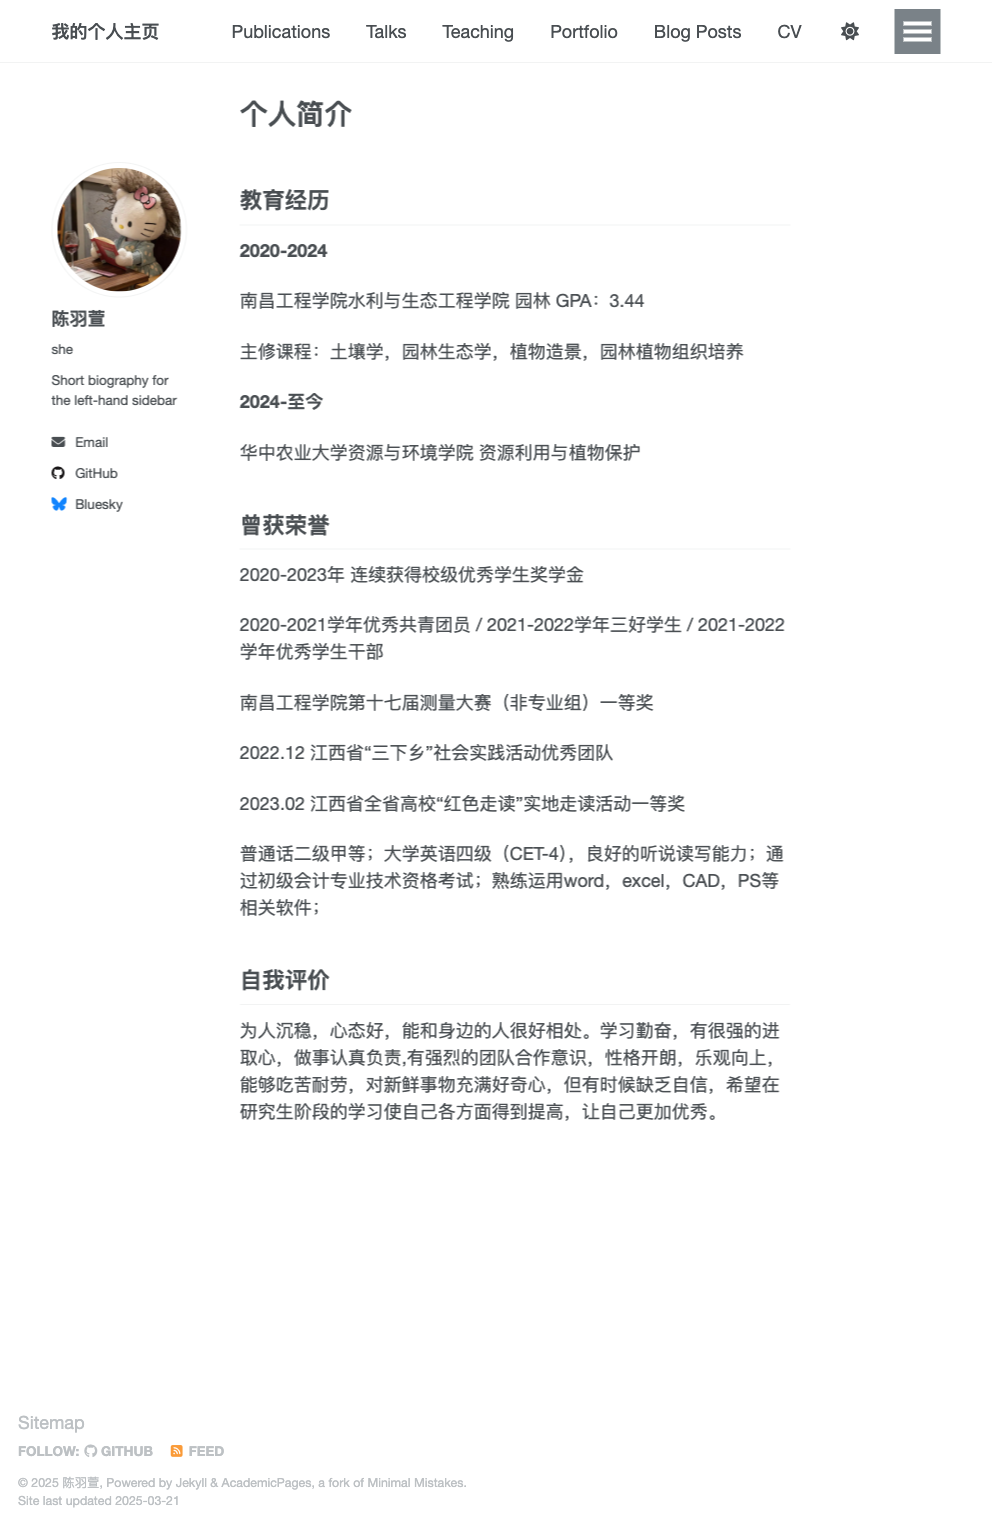 我的个人主页 Publications Talks Teaching Portfolio Blog Posts CV
个人简介
陈羽萱
she
Short biography for
the left-hand sidebar
Email
GitHub
Bluesky
教育经历
2020-2024
南昌工程学院水利与生态工程学院 园林 GPA：3.44
主修课程：土壤学，园林生态学，植物造景，园林植物组织培养
2024-至今
华中农业大学资源与环境学院 资源利用与植物保护
曾获荣誉
2020-2023年 连续获得校级优秀学生奖学金
2020-2021学年优秀共青团员 / 2021-2022学年三好学生 / 2021-2022
学年优秀学生干部
南昌工程学院第十七届测量大赛（非专业组）一等奖
2022.12 江西省“三下乡”社会实践活动优秀团队
2023.02 江西省全省高校“红色走读”实地走读活动一等奖
普通话二级甲等；大学英语四级（CET-4），良好的听说读写能力；通
过初级会计专业技术资格考试；熟练运用word，excel，CAD，PS等
相关软件；
自我评价
为人沉稳，心态好，能和身边的人很好相处。学习勤奋，有很强的进
取心，做事认真负责,有强烈的团队合作意识，性格开朗，乐观向上，
能够吃苦耐劳，对新鲜事物充满好奇心，但有时候缺乏自信，希望在
研究生阶段的学习使自己各方面得到提高，让自己更加优秀。
Sitemap
FOLLOW: GITHUB FEED
© 2025 陈羽萱, Powered by Jekyll & AcademicPages, a fork of Minimal Mistakes.
Site last updated 2025-03-21